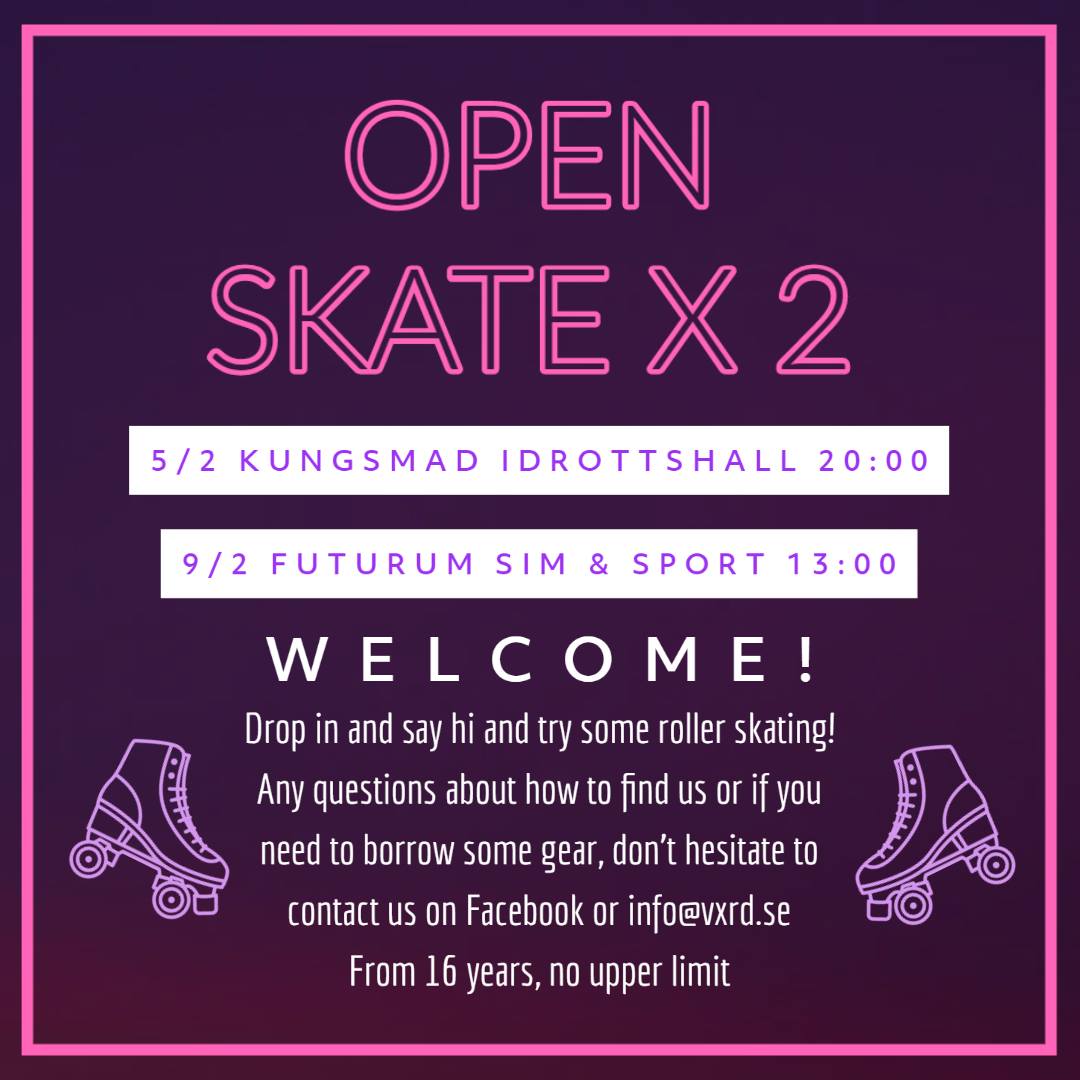 OPEN
SKATE X 2
5/2 KUNGSMAD IDROTTSHALL 20:00
9/2 FUTURUM SIM & SPORT 13:00
WELCOME!
Drop in and say hi and try some roller skating!
Any questions about how to find us or if you
need to borrow some gear, don't hesitate to
contact us on Facebook or info@vxrd.se
From 16 years, no upper limit